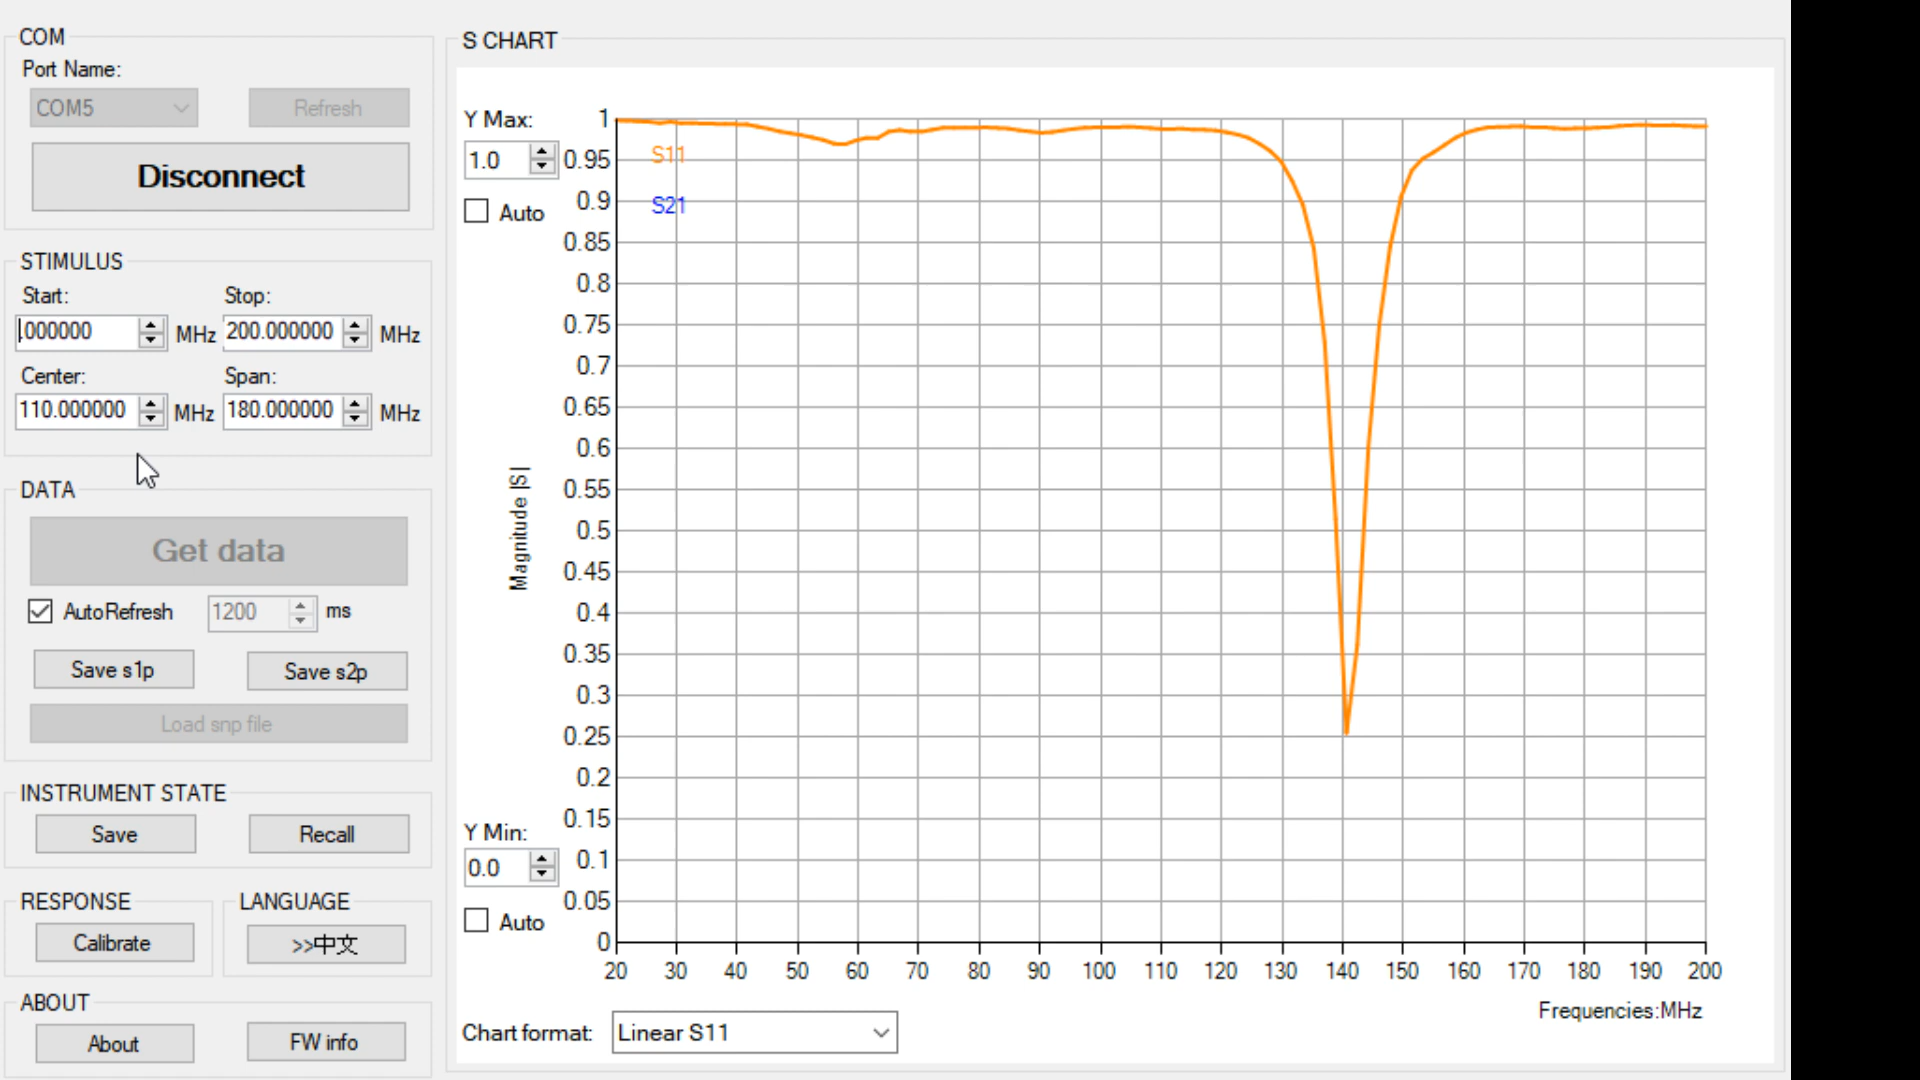 COM
Port Name:
COM5
Refresh
Disconnect
STIMULUS
Start:
Stop:
.000000
MHz
200.000000
MHz
Center:
Span:
110.000000
MHz
180.000000
MHz
DATA
Get data
AutoRefresh
1200
ms
Save s1p
Save s2p
Load snp file
INSTRUMENT STATE
Save
Recall
RESPONSE
Calibrate
LANGUAGE
>>中文
ABOUT
About
FW info
S CHART
Y Max:
1.0
Auto
S11
S21
1
0.95
0.9
0.85
0.8
0.75
0.7
0.65
0.6
0.55
0.5
0.45
0.4
0.35
0.3
0.25
0.2
0.15
0.1
0.05
0
Magnitude |S|
Y Min:
0.0
Auto
20 30 40 50 60 70 80 90 100 110 120 130 140 150 160 170 180 190 200
Frequencies:MHz
Chart format:
Linear S11